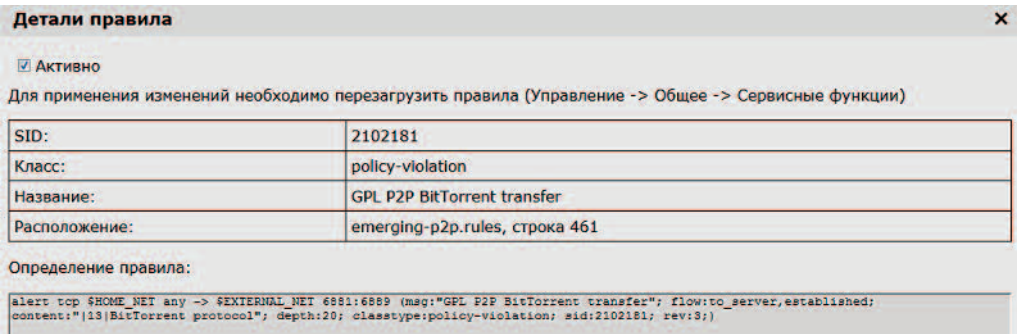 Детали правила
Активно
Для применения изменений необходимо перезагрузить правила (Управление -> Общее -> Сервисные функции)
SID: 2102181
Класс: policy-violation
Название: GPL P2P BitTorrent transfer
Расположение: emerging-p2p.rules, строка 461
Определение правила:
alert tcp $HOME_NET any -> $EXTERNAL_NET 6881:6889 (msg:"GPL P2P BitTorrent transfer"; flow:to_server,established;
content:"|13|BitTorrent protocol"; depth:20; classtype:policy-violation; sid:2102181; rev:3;)